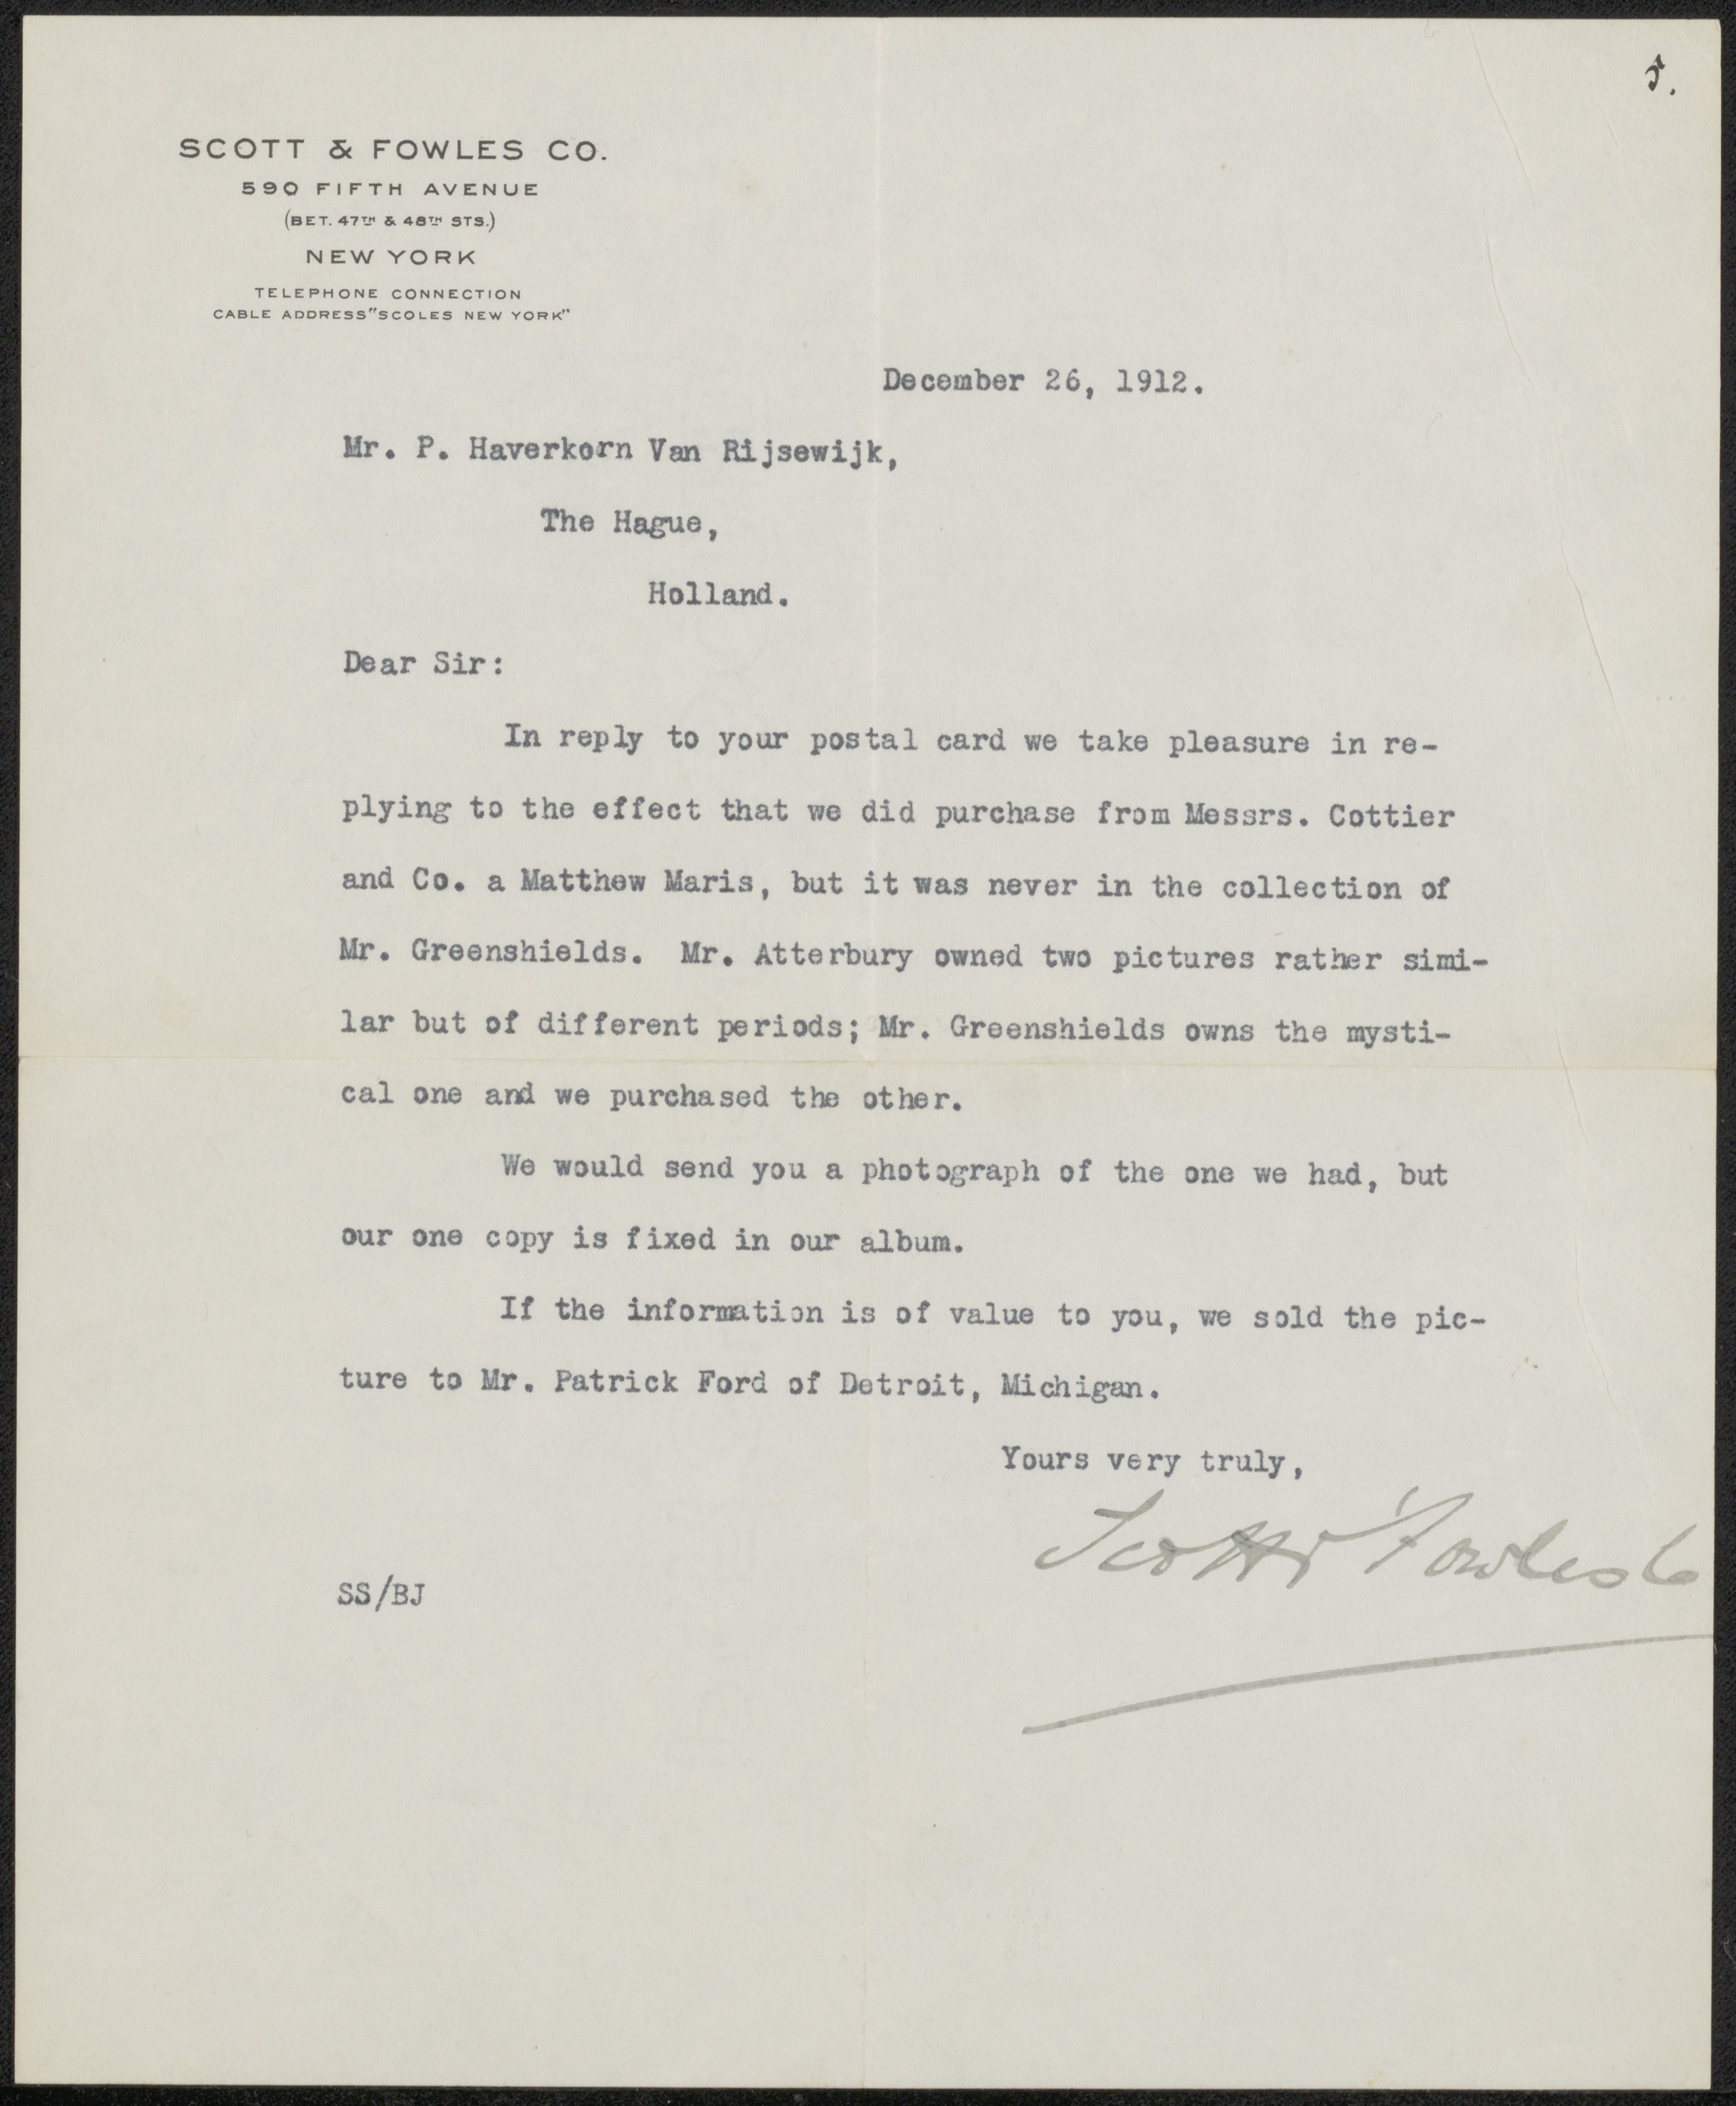 5.
SCOTT & FOWLES CO.
590 FIFTH AVENUE
(BET. 47TH & 48TH STS.)
NEW YORK
TELEPHONE CONNECTION
CABLE ADDRESS "SCOLES NEW YORK"
December 26, 1912.
Mr. P. Haverkorn Van Rijsewijk,
The Hague,
Holland.
Dear Sir:
In reply to your postal card we take pleasure in re-
plying to the effect that we did purchase from Messrs. Cottier
and Co. a Matthew Maris, but it was never in the collection of
Mr. Greenshields. Mr. Atterbury owned two pictures rather simi-
lar but of different periods; Mr. Greenshields owns the mysti-
cal one and we purchased the other.
We would send you a photograph of the one we had, but
our one copy is fixed in our album.
If the information is of value to you, we sold the pic-
ture to Mr. Patrick Ford of Detroit, Michigan.
Yours very truly,
Scott & Fowles Co
SS/BJ